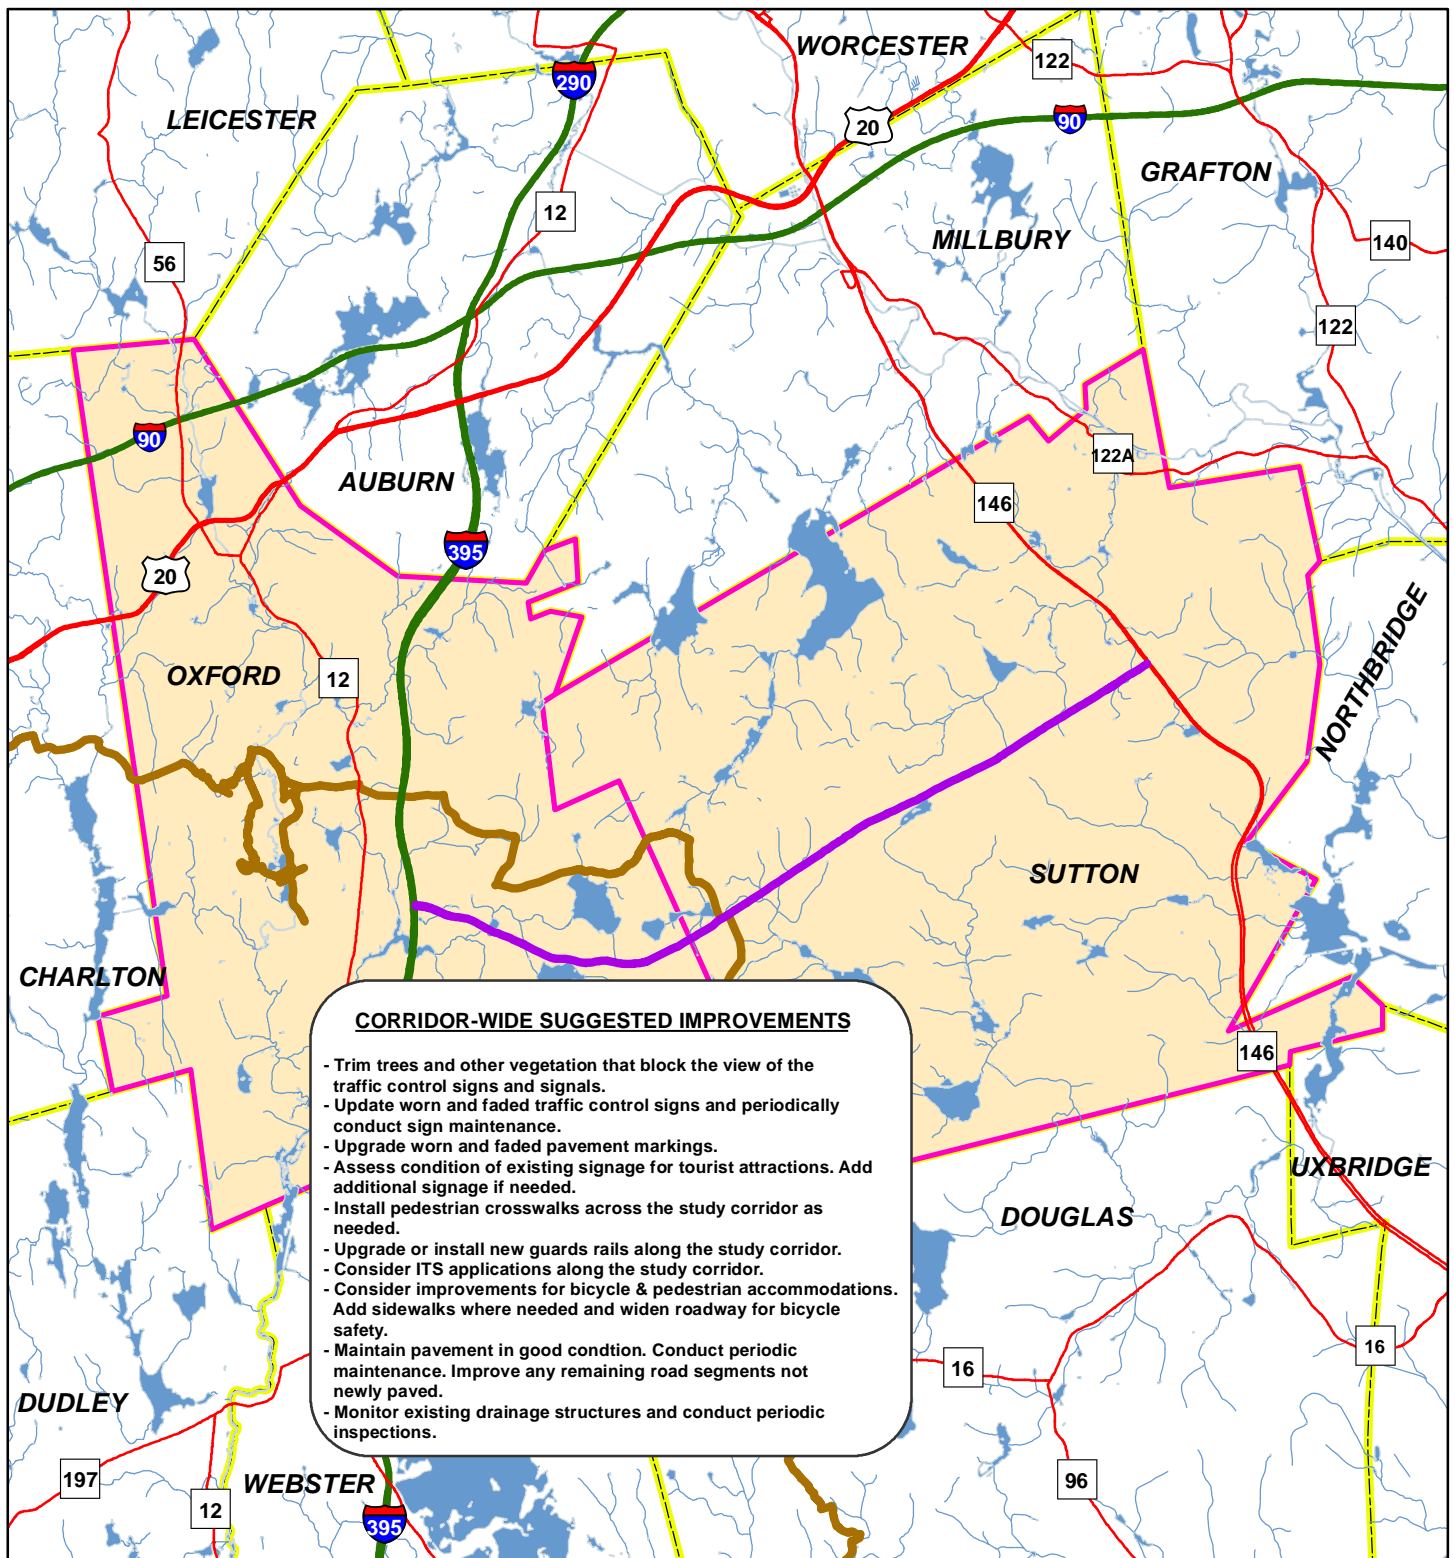 WORCESTER
122
290
LEICESTER
20
90
GRAFTON
12
MILLBURY
140
56
122
90
AUBURN
122A
146
395
20
OXFORD
12
NORTHBRIDGE
SUTTON
CHARLTON
CORRIDOR-WIDE SUGGESTED IMPROVEMENTS
- Trim trees and other vegetation that block the view of the
traffic control signs and signals.
- Update worn and faded traffic control signs and periodically
conduct sign maintenance.
- Upgrade worn and faded pavement markings.
- Assess condition of existing signage for tourist attractions. Add
additional signage if needed.
- Install pedestrian crosswalks across the study corridor as
needed.
- Upgrade or install new guards rails along the study corridor.
- Consider ITS applications along the study corridor.
- Consider improvements for bicycle & pedestrian accommodations.
Add sidewalks where needed and widen roadway for bicycle
safety.
- Maintain pavement in good condtion. Conduct periodic
maintenance. Improve any remaining road segments not
newly paved.
- Monitor existing drainage structures and conduct periodic
inspections.
146
UXBRIDGE
DOUGLAS
16
16
DUDLEY
197
WEBSTER
96
12
395